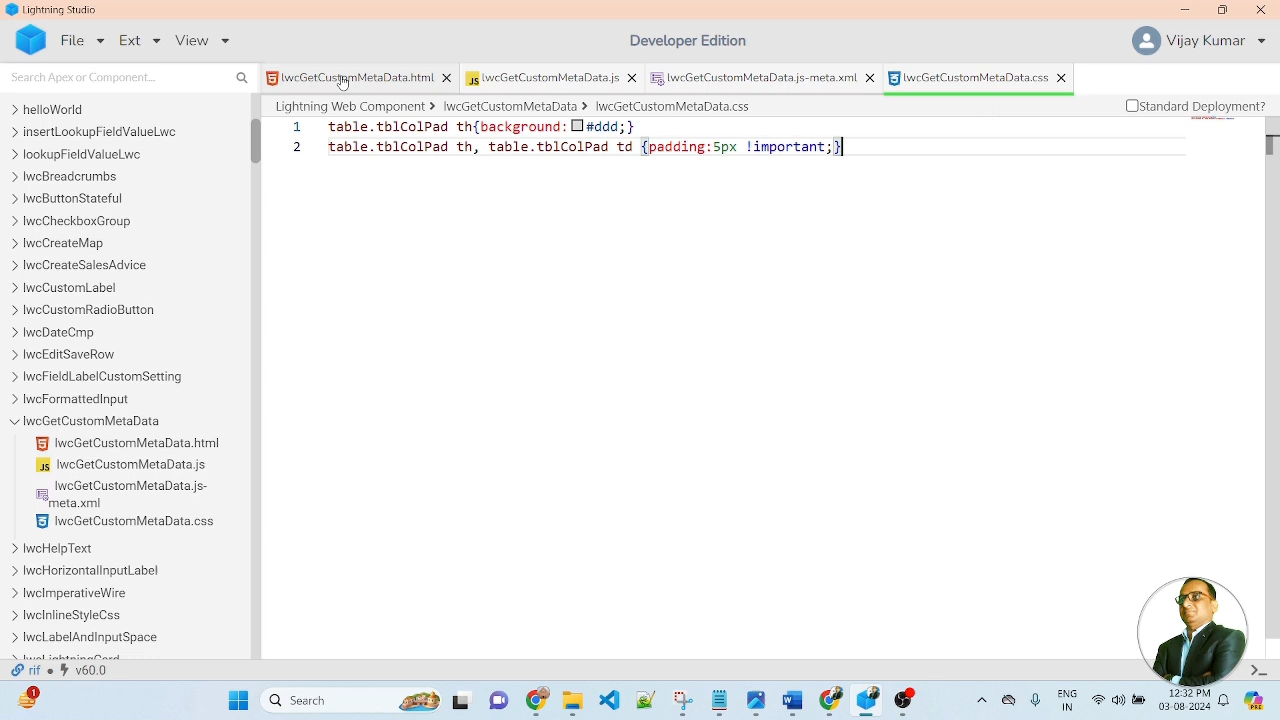 Lightning Studio
File
Ext
View
Developer Edition
Vijay Kumar
Search Apex or Component...
lwcGetCustomMetaData.html
lwcGetCustomMetaData.js
lwcGetCustomMetaData.js-meta.xml
lwcGetCustomMetaData.css
Lightning Web Component > lwcGetCustomMetaData > lwcGetCustomMetaData.css
Standard Deployment?
1 table.tblColPad th{background:#ddd;}
2 table.tblColPad th, table.tblColPad td {padding:5px !important;}
helloWorld
insertLookupFieldValueLwc
lookupFieldValueLwc
lwcBreadcrumbs
lwcButtonStateful
lwcCheckboxGroup
lwcCreateMap
lwcCreateSalesAdvice
lwcCustomLabel
lwcCustomRadioButton
lwcDateCmp
lwcEditSaveRow
lwcFieldLabelCustomSetting
lwcFormattedInput
lwcGetCustomMetaData
lwcGetCustomMetaData.html
lwcGetCustomMetaData.js
lwcGetCustomMetaData.js-
meta.xml
lwcGetCustomMetaData.css
lwcHelpText
lwcHorizontalInputLabel
lwcImperativeWire
lwcInlineStyleCss
lwcLabelAndInputSpace
lwcLightningCard
rif
v60.0
1
Search
ENG
IN
12:32 PM
03-08-2024